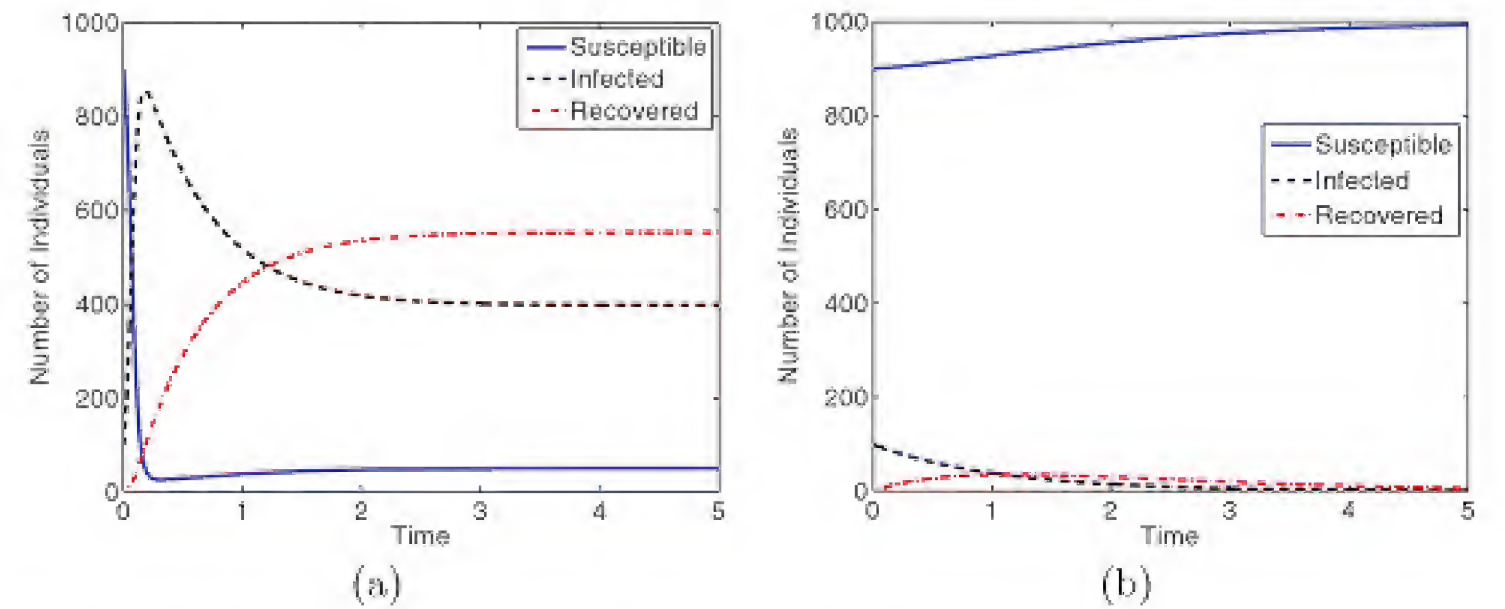 1000
800
600
400
200
0
Number of Individuals
0 1 2 3 4 5
Time
Susceptible
Infected
Recovered
(a)
1000
800
600
400
200
0
Number of Individuals
0 1 2 3 4 5
Time
Susceptible
Infected
Recovered
(b)